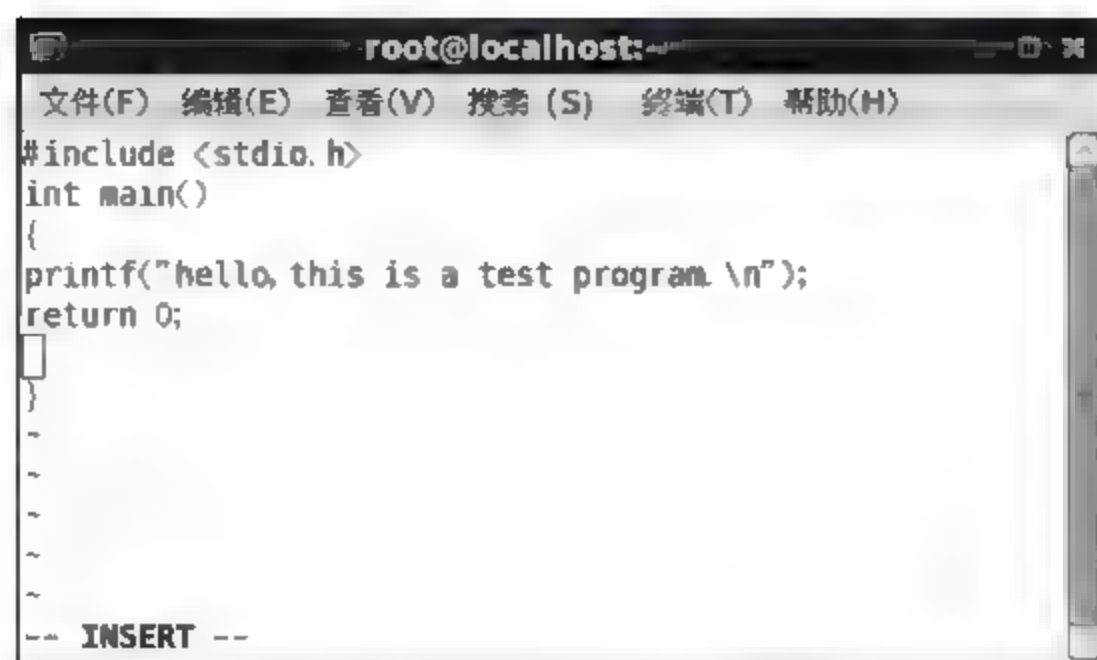 root@localhost:~
文件(F) 编辑(E) 查看(V) 搜索 (S) 终端(T) 帮助(H)
#include <stdio.h>
int main()
{
printf("hello, this is a test program.\n");
return 0;

}
~
~
~
~
~
-- INSERT --